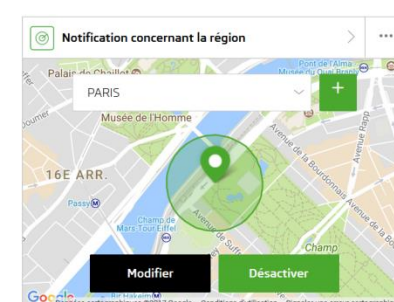 Notification concernant la région
Pont de l'Alma
Palais de Chaillot
Musée du Quai Branly
PARIS
+
Musée de l'Homme
Avenue Rapp
Avenue de la Bourdonnais
16E ARR.
Passy
Champ de
Mars-Tour Eiffel
Avenue de Suffren
Champ
Modifier
Désactiver
Google
Bir Hakeim